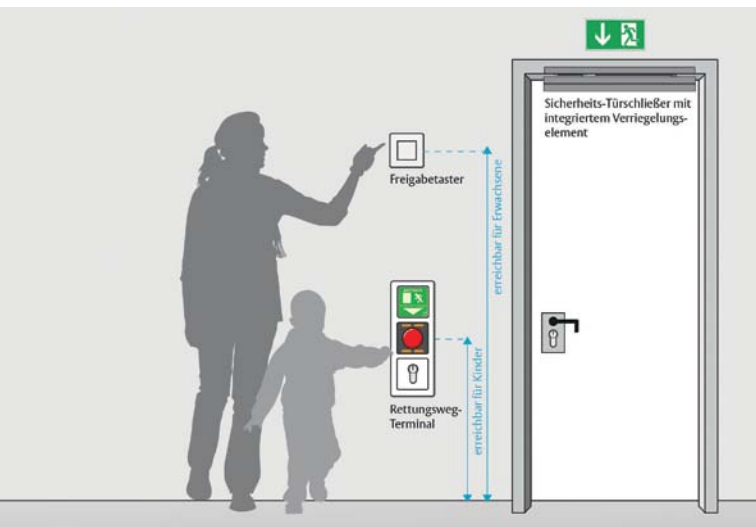 Sicherheits-Türschließer mit
integriertem Verriegelungs-
element
Freigabetaster
erreichbar für Erwachsene
Rettungsweg-
Terminal
erreichbar für Kinder